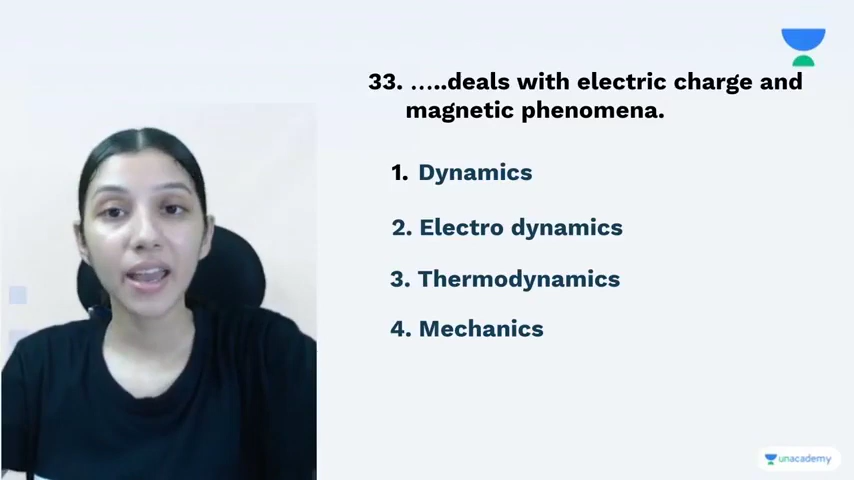 33. .....deals with electric charge and
magnetic phenomena.
1. Dynamics
2. Electro dynamics
3. Thermodynamics
4. Mechanics
unacademy